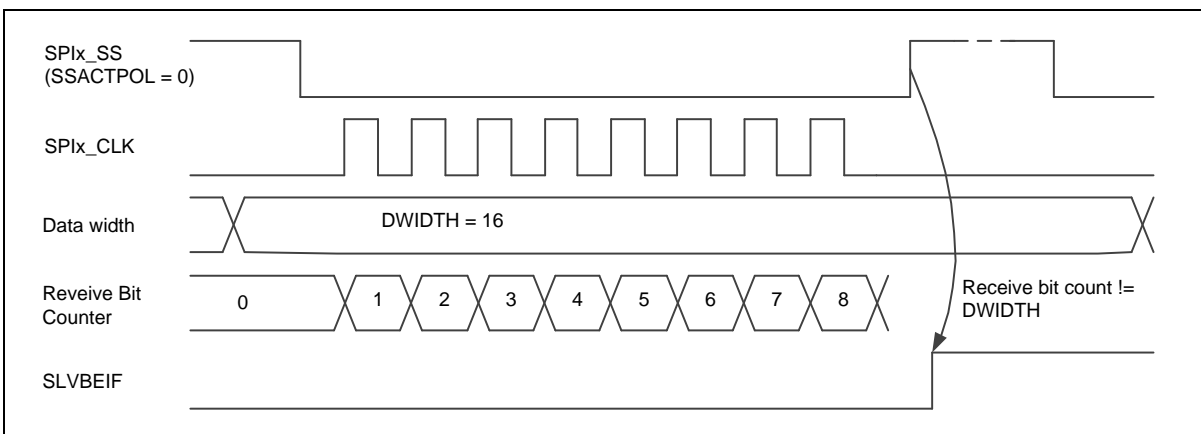 SPIx_SS
(SSACTPOL = 0)
SPIx_CLK
Data width
DWIDTH = 16
Reveive Bit
Counter
0
1
2
3
4
5
6
7
8
Receive bit count !=
DWIDTH
SLVBEIF